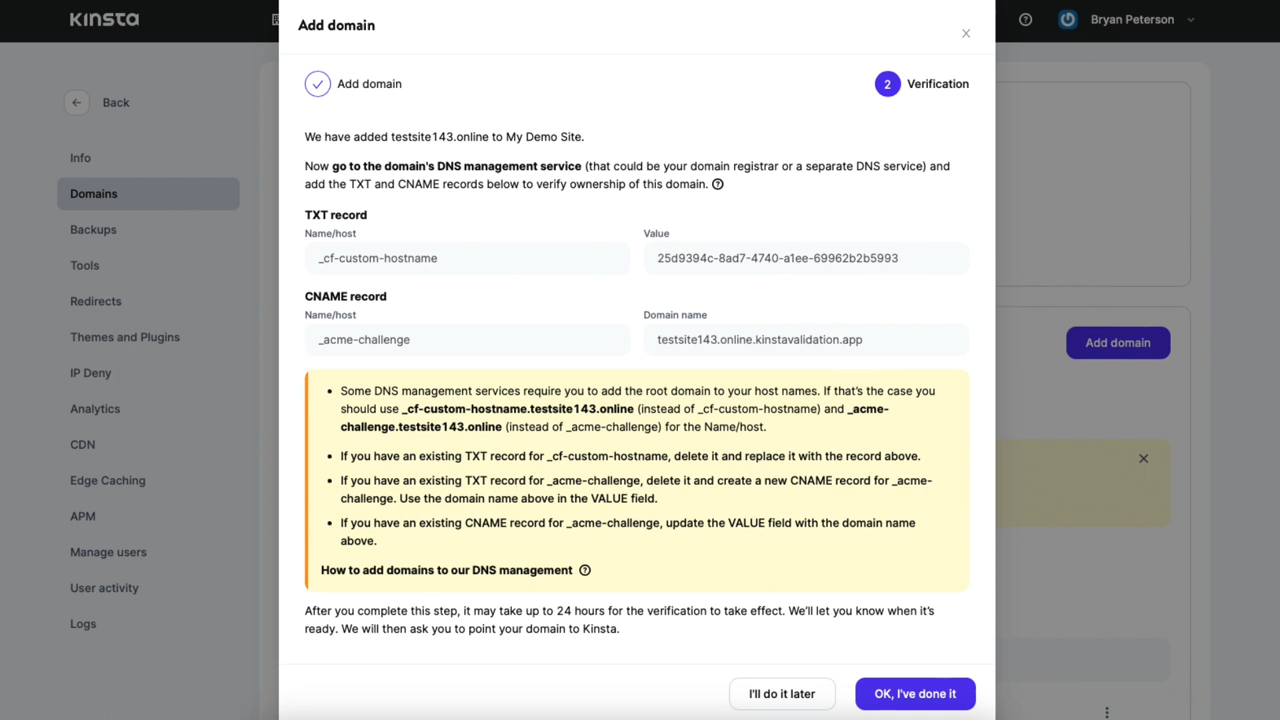 KINSTA
Add domain
Bryan Peterson
Back
Info
Domains
Backups
Tools
Redirects
Themes and Plugins
IP Deny
Analytics
CDN
Edge Caching
APM
Manage users
User activity
Logs
Add domain
2 Verification
We have added testsite143.online to My Demo Site.
Now go to the domain's DNS management service (that could be your domain registrar or a separate DNS service) and
add the TXT and CNAME records below to verify ownership of this domain.
TXT record
Name/host
Value
_cf-custom-hostname
25d9394c-8ad7-4740-a1ee-69962b2b5993
CNAME record
Name/host
Domain name
_acme-challenge
testsite143.online.kinstavalidation.app
• Some DNS management services require you to add the root domain to your host names. If that's the case you
should use _cf-custom-hostname.testsite143.online (instead of _cf-custom-hostname) and _acme-
challenge.testsite143.online (instead of _acme-challenge) for the Name/host.
• If you have an existing TXT record for _cf-custom-hostname, delete it and replace it with the record above.
• If you have an existing TXT record for _acme-challenge, delete it and create a new CNAME record for _acme-
challenge. Use the domain name above in the VALUE field.
• If you have an existing CNAME record for _acme-challenge, update the VALUE field with the domain name
above.
How to add domains to our DNS management
After you complete this step, it may take up to 24 hours for the verification to take effect. We'll let you know when it's
ready. We will then ask you to point your domain to Kinsta.
I'll do it later
OK, I've done it
Add domain